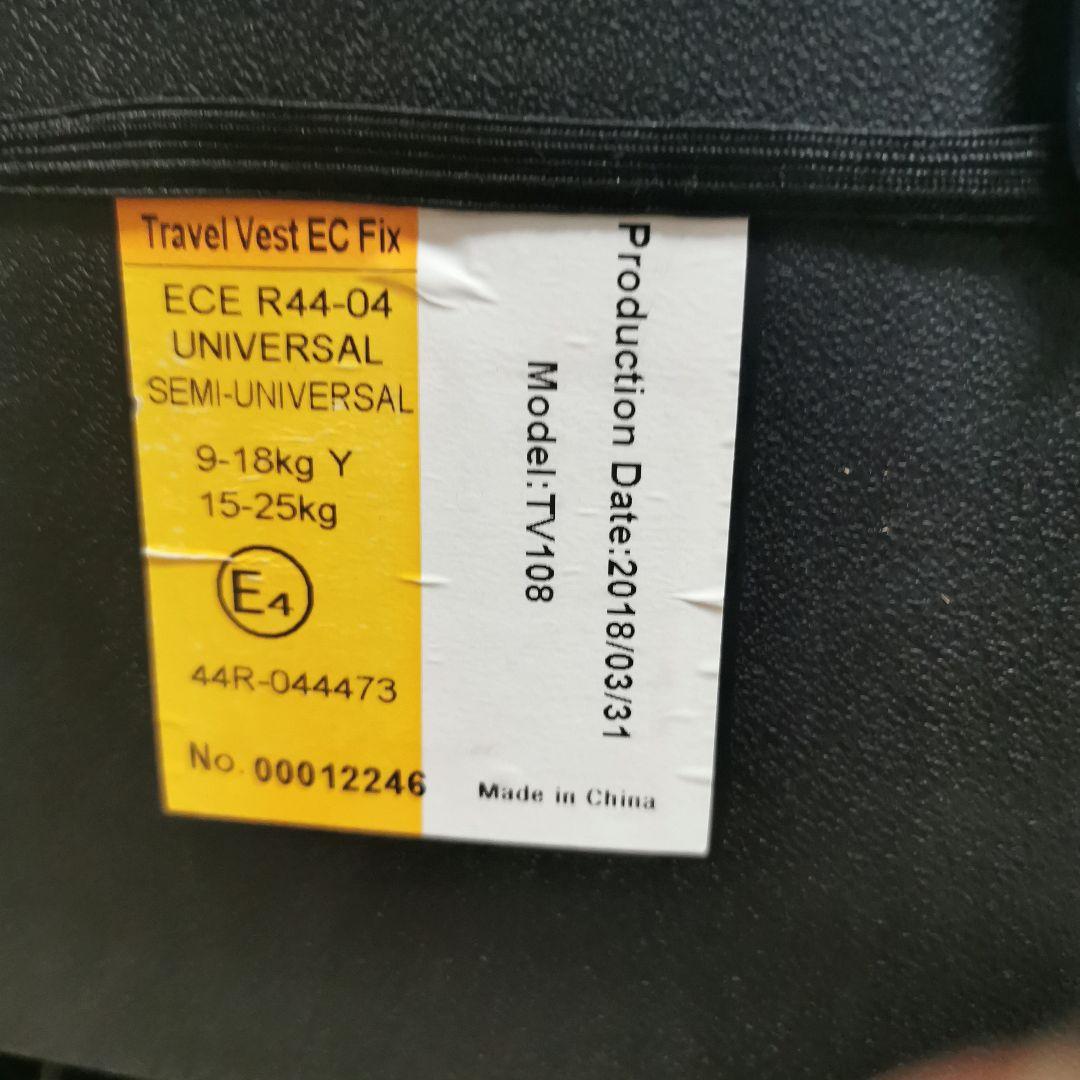 Travel Vest EC Fix
ECE R44-04
UNIVERSAL
SEMI-UNIVERSAL
9-18kg Y
15-25kg
E4
44R-044473
No. 00012246
Production Date:2018/03/31
Model:TV108
Made in China